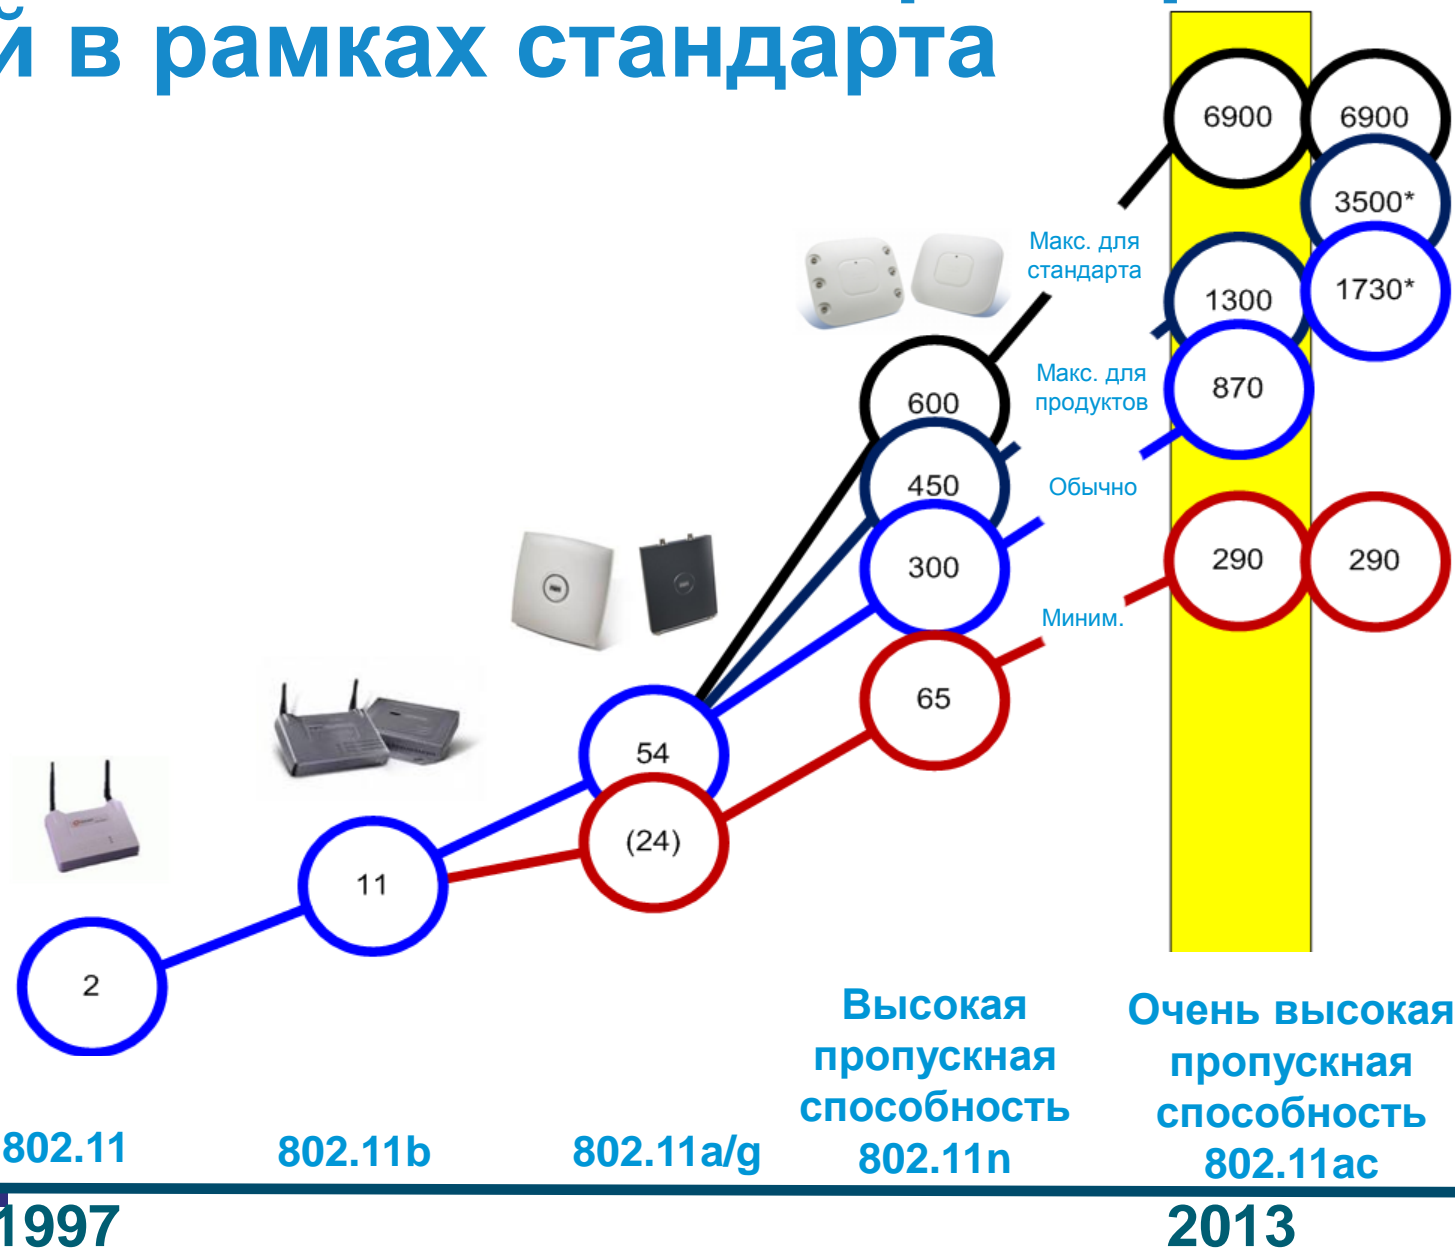 й в рамках стандарта
6900
6900
3500*
Макс. для
стандарта
1300
1730*
Макс. для
продуктов
870
600
450
Обычно
300
290
290
Миним.
65
54
(24)
11
2
Высокая
пропускная
способность
802.11n
Очень высокая
пропускная
способность
802.11ac
802.11
802.11b
802.11a/g
1997
2013